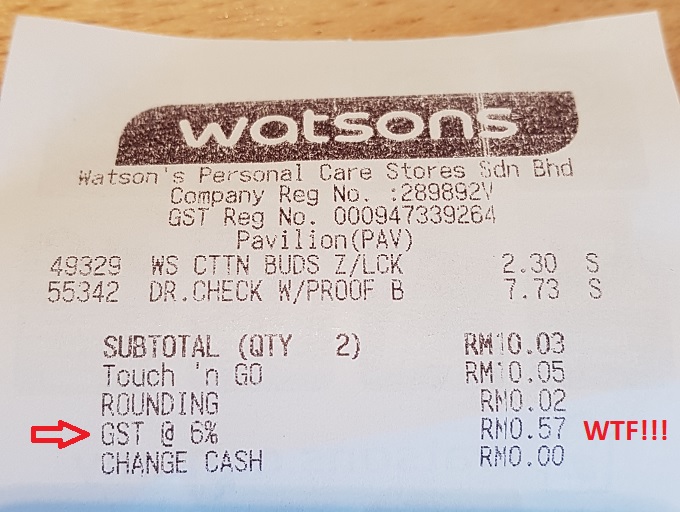 watsons
Watson's Personal Care Stores Sdn Bhd
Company Reg No. :289892V
GST Reg No. 000947339264
Pavilion(PAV)
49329 WS CTTN BUDS Z/LCK 2.30 S
55342 DR.CHECK W/PROOF B 7.73 S
SUBTOTAL (QTY 2) RM10.03
Touch 'n GO RM10.05
ROUNDING RM0.02
GST @ 6% RM0.57 WTF!!!
CHANGE CASH RM0.00